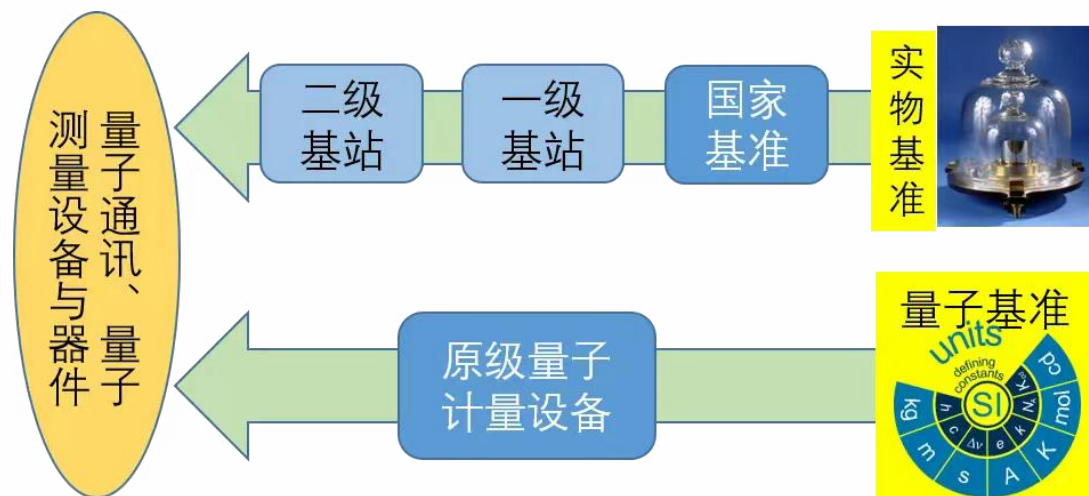 量子通讯、量子
测量设备与器件
二级
基站
一级
基站
国家
基准
实物基准
原级量子
计量设备
量子基准
units
defining
constants
SI
kg
m
s
A
K
mol
cd
h
c
Δν
e
k
N_A
K_cd